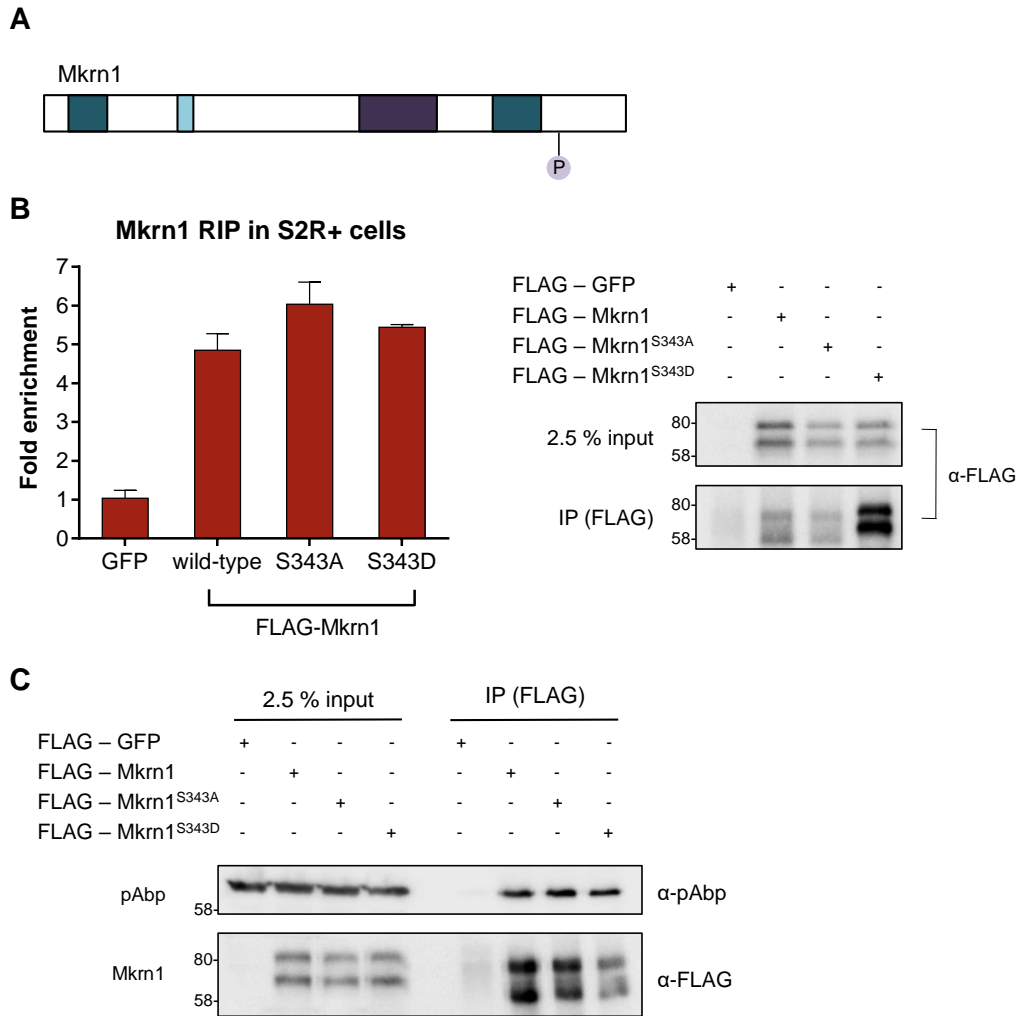 A
Mkrn1
P
B
Mkrn1 RIP in S2R+ cells
Fold enrichment
7
6
5
4
3
2
1
0
GFP wild-type S343A S343D
FLAG-Mkrn1
FLAG – GFP + - - -
FLAG – Mkrn1 - + - -
FLAG – Mkrn1S343A - - + -
FLAG – Mkrn1S343D - - - +
2.5 % input
80-
58-
IP (FLAG)
80-
58-
α-FLAG
C
2.5 % input IP (FLAG)
FLAG – GFP + - - - + - - -
FLAG – Mkrn1 - + - - - + - -
FLAG – Mkrn1S343A - - + - - - + -
FLAG – Mkrn1S343D - - - + - - - +
pAbp
58-
α-pAbp
Mkrn1
80-
58-
α-FLAG